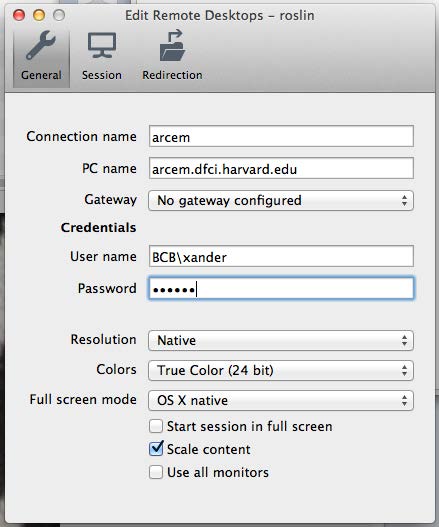 Edit Remote Desktops – roslin
General Session Redirection
Connection name arcem
PC name arcem.dfci.harvard.edu
Gateway No gateway configured
Credentials
User name BCB\xander
Password ••••••
Resolution Native
Colors True Color (24 bit)
Full screen mode OS X native
Start session in full screen
Scale content
Use all monitors